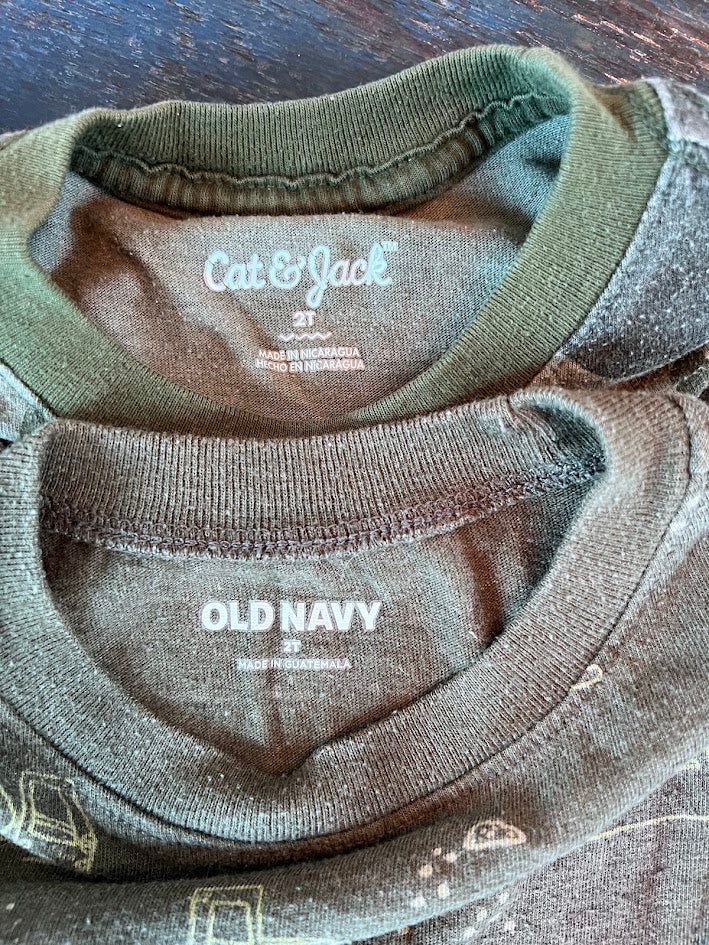 Cat & Jack™
2T
MADE IN NICARAGUA
HECHO EN NICARAGUA
OLD NAVY
2T
MADE IN GUATEMALA